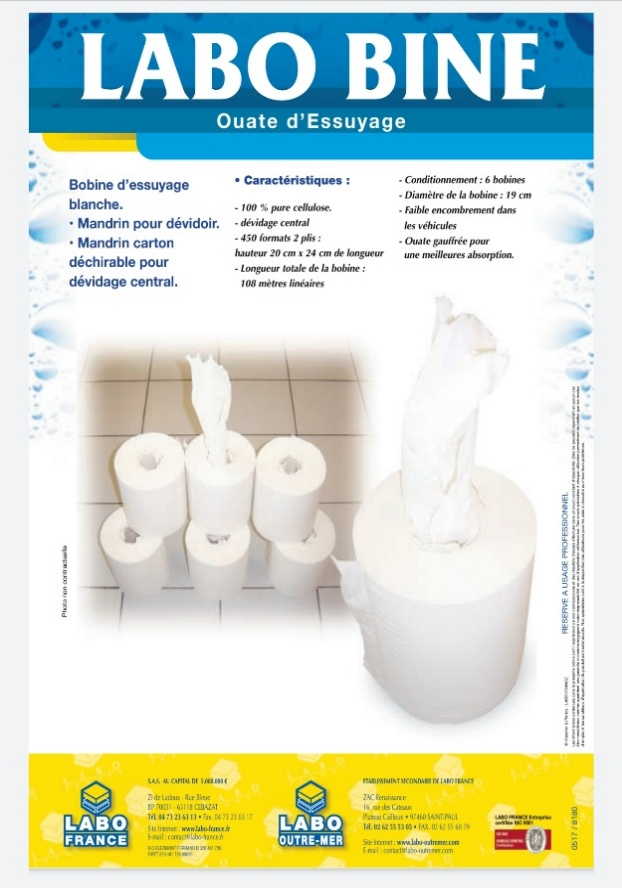 LABO BINE
Ouate d'Essuyage
Bobine d'essuyage
blanche.
• Mandrin pour dévidoir.
• Mandrin carton
déchirable pour
dévidage central.
• Caractéristiques :
- 100 % pure cellulose.
- dévidage central
- 450 formats 2 plis :
hauteur 20 cm x 24 cm de longueur
- Longueur totale de la bobine :
108 mètres linéaires
- Conditionnement : 6 bobines
- Diamètre de la bobine : 19 cm
- Faible encombrement dans
les véhicules
- Ouate gauffrée pour
une meilleures absorption.
Photo non contractuelle
RESERVE A USAGE PROFESSIONNEL
LABO
FRANCE
S.A.S. AU CAPITAL DE 1.000.000 €
ZI de Ladoux - Rue Bleue
BP 70051 - 63118 CEBAZAT
Tél. 04 73 23 63 13 • Fax. 04 73 23 63 17
Site Internet : www.labo-france.fr
E-mail : contact@labo-france.fr
LABO
OUTRE-MER
ETABLISSEMENT SECONDAIRE DE LABO FRANCE
ZAC Renaissance
16, rue des Cateaux
Plateau Cailloux • 97460 SAINT-PAUL
Tél. 02 62 55 53 03 • FAX. 02 62 55 60 79
Site Internet : www.labo-outremer.com
E-mail : contact@labo-outremer.com
LABO FRANCE Entreprise
certifiée ISO 9001
0517 / B180